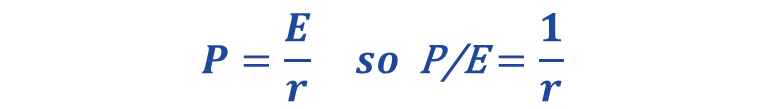 P = E/r so P/E = 1/r